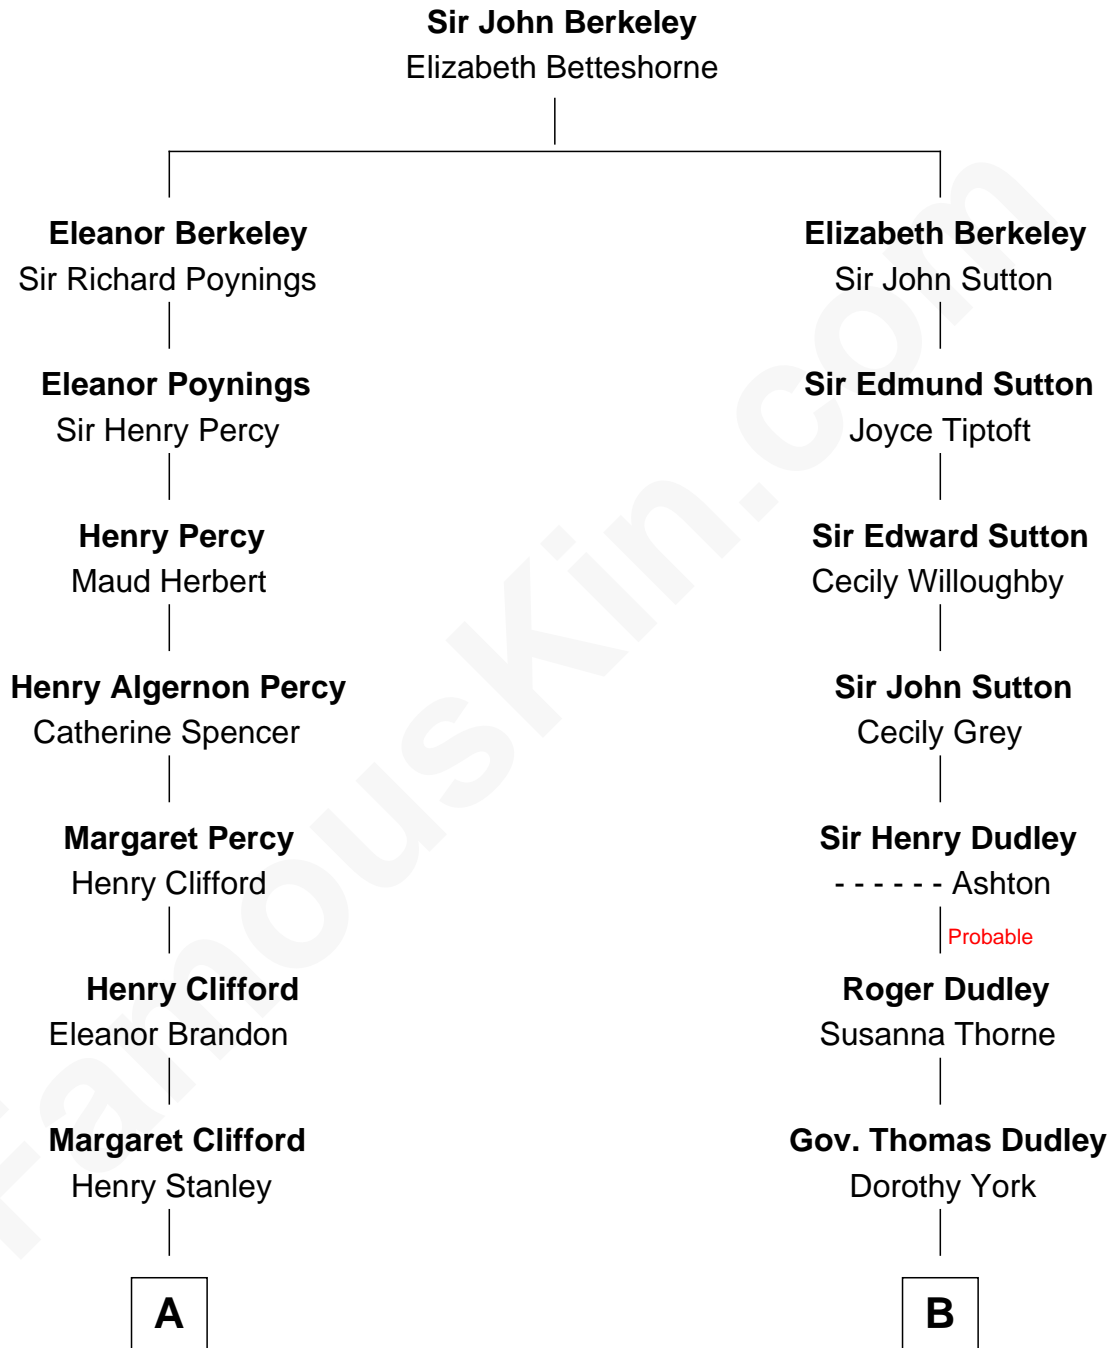 Sir John Berkeley
Elizabeth Betteshorne
Eleanor Berkeley
Sir Richard Poynings
Eleanor Poynings
Sir Henry Percy
Henry Percy
Maud Herbert
Henry Algernon Percy
Catherine Spencer
Margaret Percy
Henry Clifford
Henry Clifford
Eleanor Brandon
Margaret Clifford
Henry Stanley
A
Elizabeth Berkeley
Sir John Sutton
Sir Edmund Sutton
Joyce Tiptoft
Sir Edward Sutton
Cecily Willoughby
Sir John Sutton
Cecily Grey
Sir Henry Dudley
- - - - - - Ashton
Probable
Roger Dudley
Susanna Thorne
Gov. Thomas Dudley
Dorothy York
B
FamousKin.com